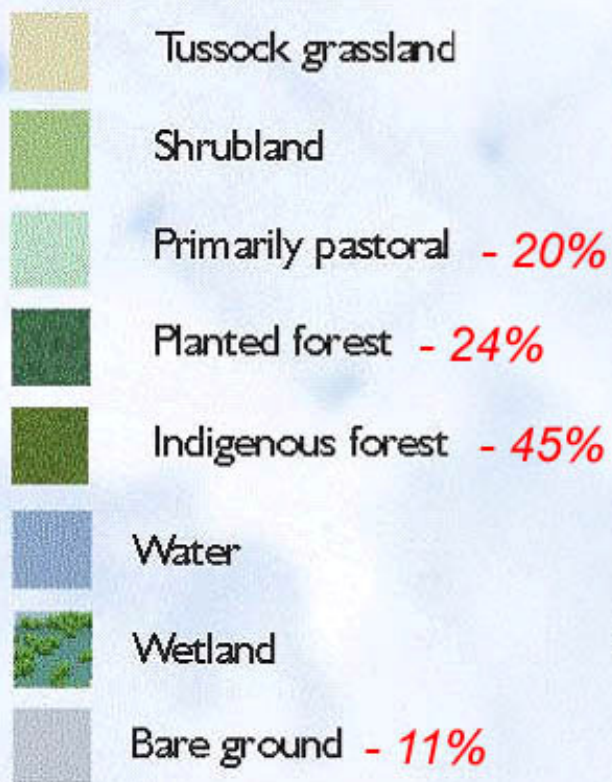 Tussock grassland
Shrubland
Primarily pastoral - 20%
Planted forest - 24%
Indigenous forest - 45%
Water
Wetland
Bare ground - 11%